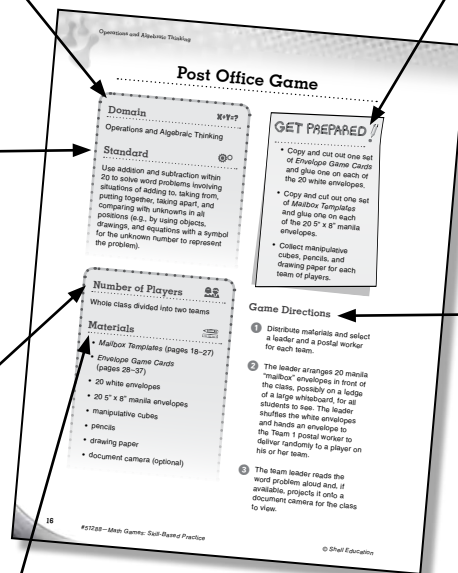 Operations and Algebraic Thinking
Post Office Game
Domain
X+Y=?
Operations and Algebraic Thinking
Standard
Use addition and subtraction within
20 to solve word problems involving
situations of adding to, taking from,
putting together, taking apart, and
comparing with unknowns in all
positions (e.g., by using objects,
drawings, and equations with a symbol
for the unknown number to represent
the problem).
Number of Players
Whole class divided into two teams
Materials
• Mailbox Templates (pages 18–27)
• Envelope Game Cards
(pages 28–37)
• 20 white envelopes
• 20 5" x 8" manila envelopes
• manipulative cubes
• pencils
• drawing paper
• document camera (optional)
GET PREPARED!
• Copy and cut out one set
of Envelope Game Cards
and glue one on each of
the 20 white envelopes.
• Copy and cut out one set
of Mailbox Templates
and glue one on each
of the 20 5" x 8" manila
envelopes.
• Collect manipulative
cubes, pencils, and
drawing paper for each
team of players.
Game Directions
1 Distribute materials and select
a leader and a postal worker
for each team.
2 The leader arranges 20 manila
"mailbox" envelopes in front of
the class, possibly on a ledge
of a large whiteboard, for all
students to see. The leader
shuffles the white envelopes
and hands an envelope to
the Team 1 postal worker to
deliver randomly to a player on
his or her team.
3 The team leader reads the
word problem aloud and, if
available, projects it onto a
document camera for the class
to view.
16
#51288—Math Games: Skill-Based Practice
© Shell Education